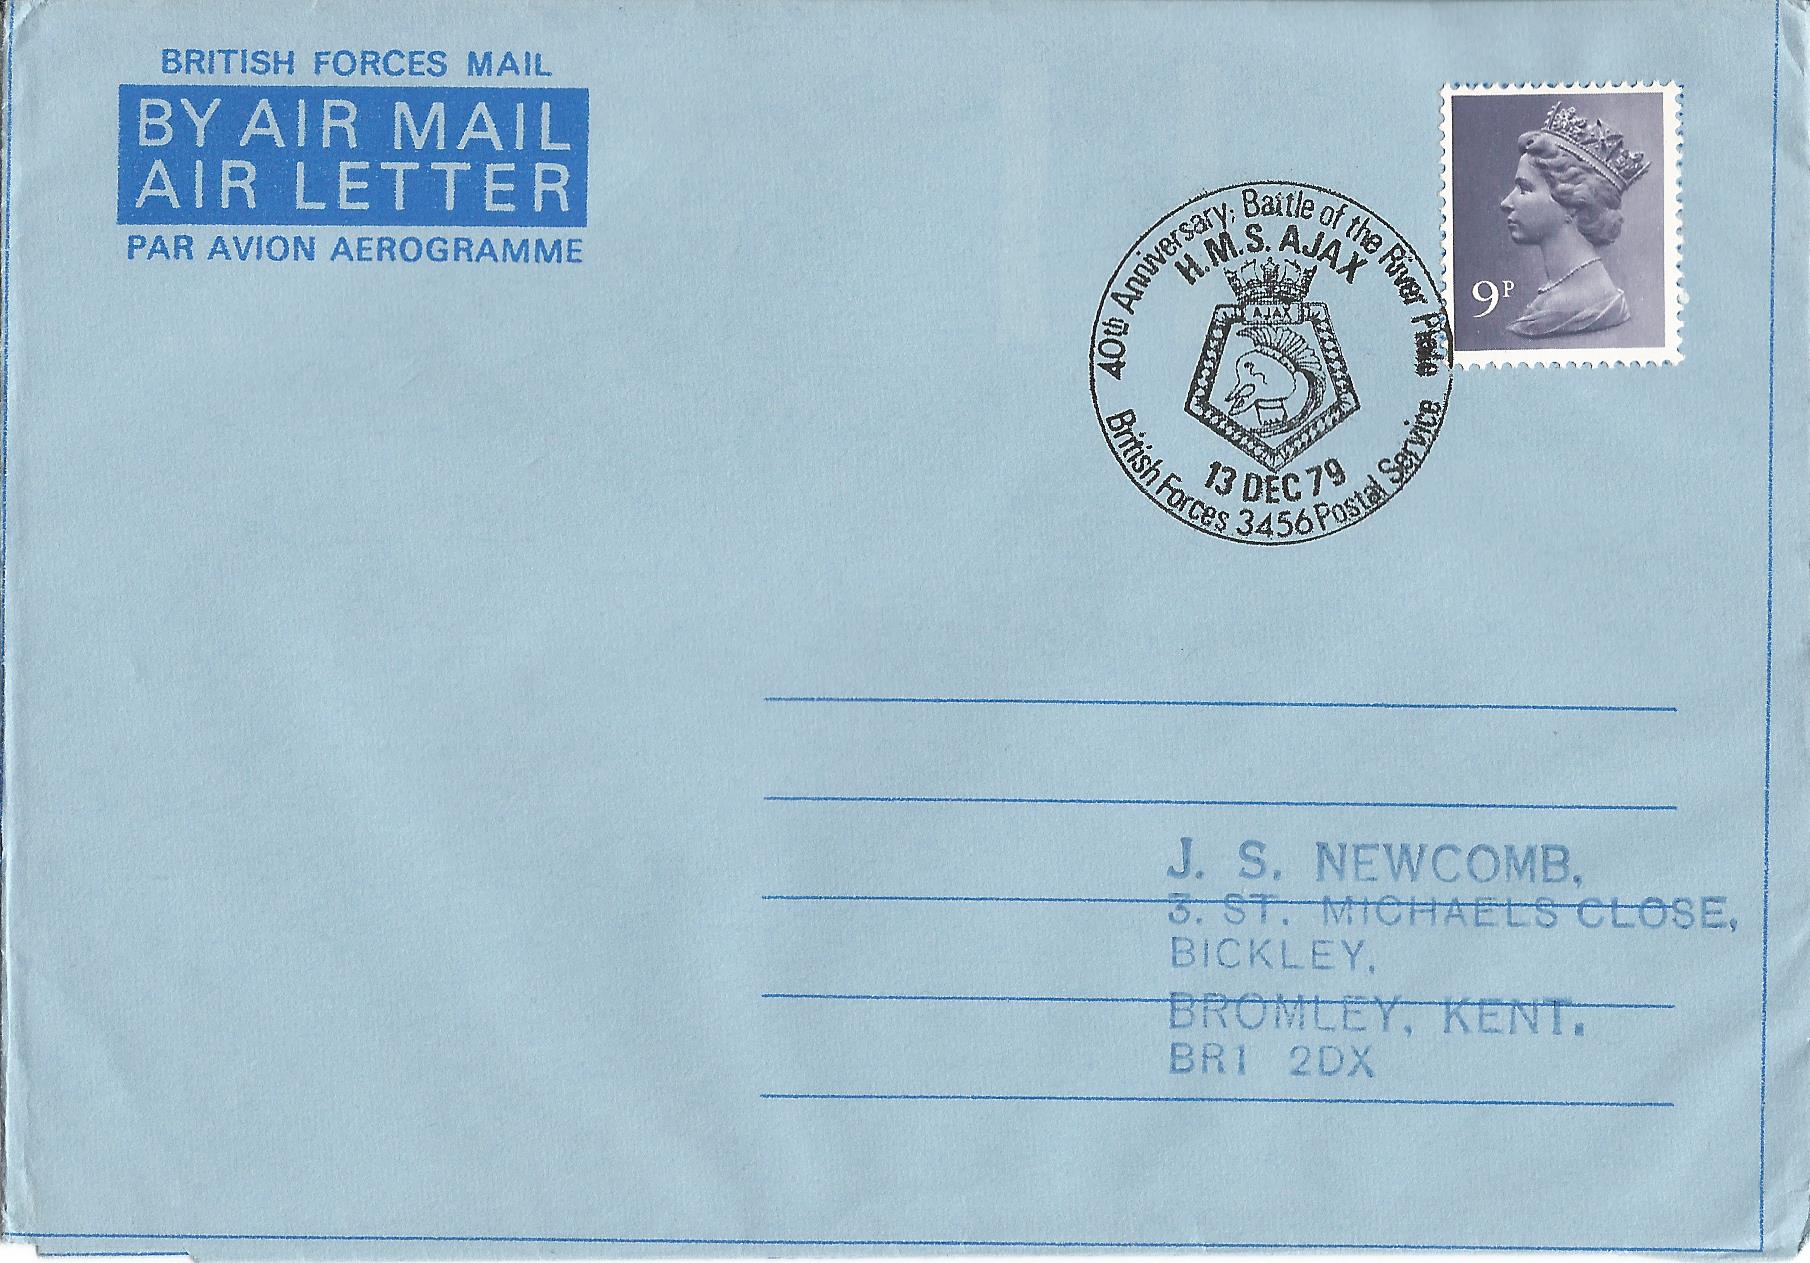 BRITISH FORCES MAIL
BY AIR MAIL
AIR LETTER
PAR AVION AEROGRAMME
9P
40th Anniversary; Battle of the River Plate
H.M.S. AJAX
AJAX
13 DEC 79
British Forces 3456 Postal Service
J. S. NEWCOMB,
3. ST. MICHAELS CLOSE,
BICKLEY,
BROMLEY, KENT.
BR1 2DX